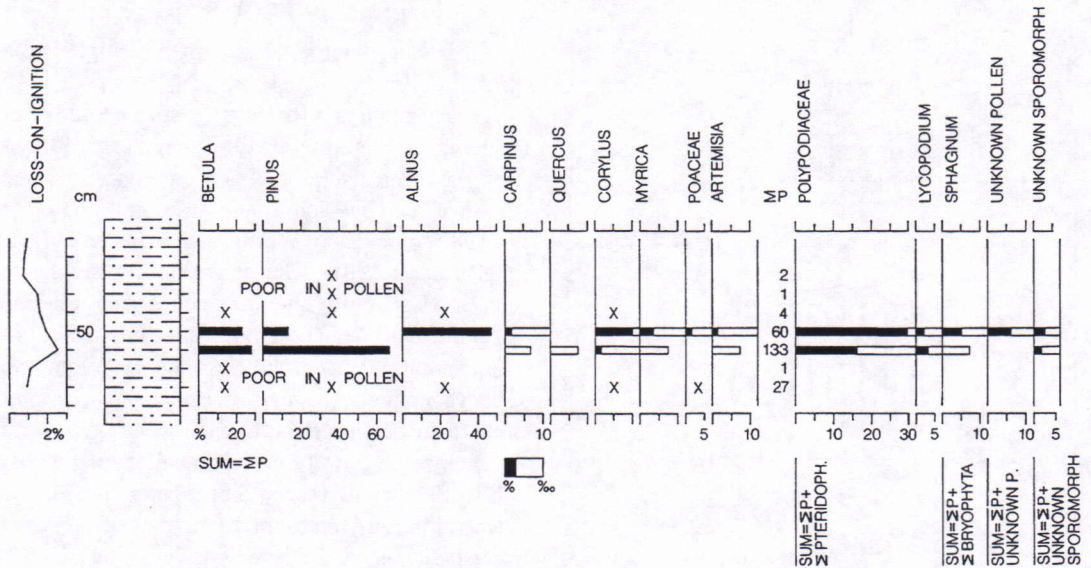 LOSS-ON-IGNITION
cm
BETULA
PINUS
ALNUS
CARPINUS
QUERCUS
CORYLUS
MYRICA
POACEAE
ARTEMISIA
ΣP
POLYPODIACEAE
LYCOPODIUM
SPHAGNUM
UNKNOWN POLLEN
UNKNOWN SPOROMORPH
2
X
POOR IN POLLEN
X 1
X X X X 4
50 60
133
X 1
POOR IN POLLEN
X X X X X 27
2% % 20 20 40 60 20 40 10 5 10 10 20 30 5 10 10 5
SUM=ΣP
% ‰
SUM=ΣP+
Σ PTERIDOPH.
SUM=ΣP+
Σ BRYOPHYTA
SUM=ΣP+
UNKNOWN P.
SUM=ΣP+
UNKNOWN
SPOROMORPH